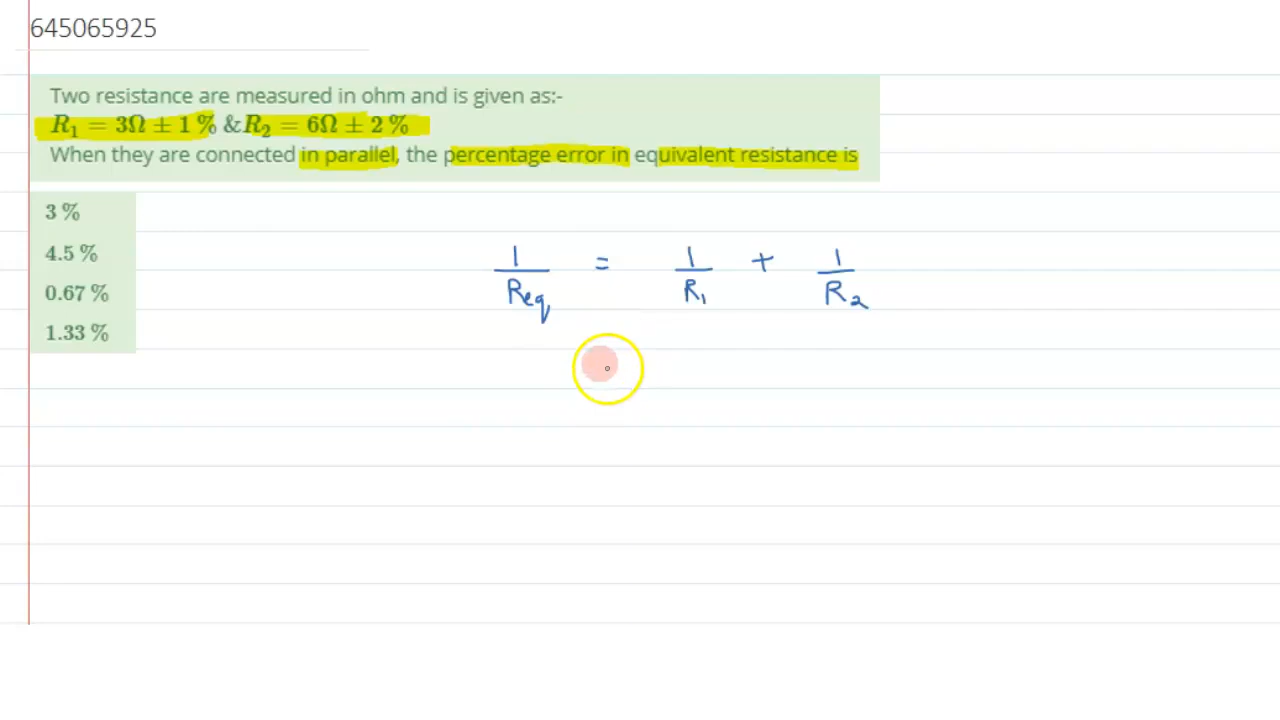 645065925
Two resistance are measured in ohm and is given as:-
R₁ = 3Ω ± 1 % &R₂ = 6Ω ± 2 %
When they are connected in parallel, the percentage error in equivalent resistance is
3 %
4.5 %
0.67 %
1.33 %
1/Req = 1/R₁ + 1/R₂